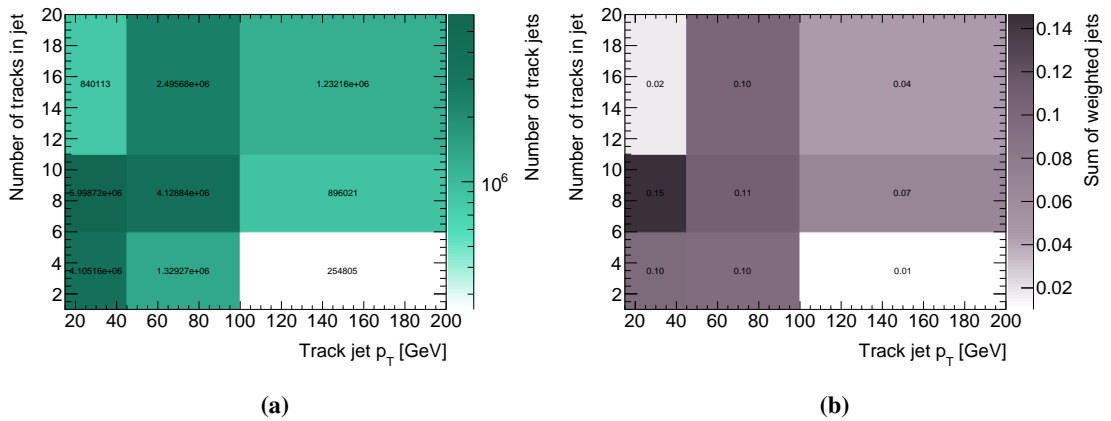 Number of tracks in jet
20
18
16
14
12
10
8
6
4
2
840113
2.49568e+06
1.23216e+06
5.99872e+06
4.12884e+06
896021
4.10516e+06
1.32927e+06
254805
15 20 40 60 80 100 120 140 160 180 200
Track jet p_T [GeV]
10^6
Number of track jets
(a)
Number of tracks in jet
20
18
16
14
12
10
8
6
4
2
0.02
0.10
0.04
0.15
0.11
0.07
0.10
0.10
0.01
15 20 40 60 80 100 120 140 160 180 200
Track jet p_T [GeV]
0.14
0.12
0.10
0.08
0.06
0.04
0.02
Sum of weighted jets
(b)